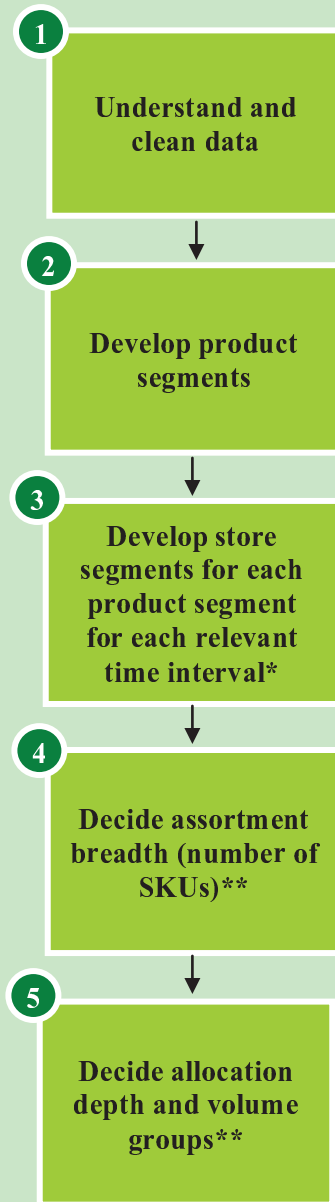 1
Understand and
clean data
2
Develop product
segments
3
Develop store
segments for each
product segment
for each relevant
time interval*
4
Decide assortment
breadth (number of
SKUs)**
5
Decide allocation
depth and volume
groups**